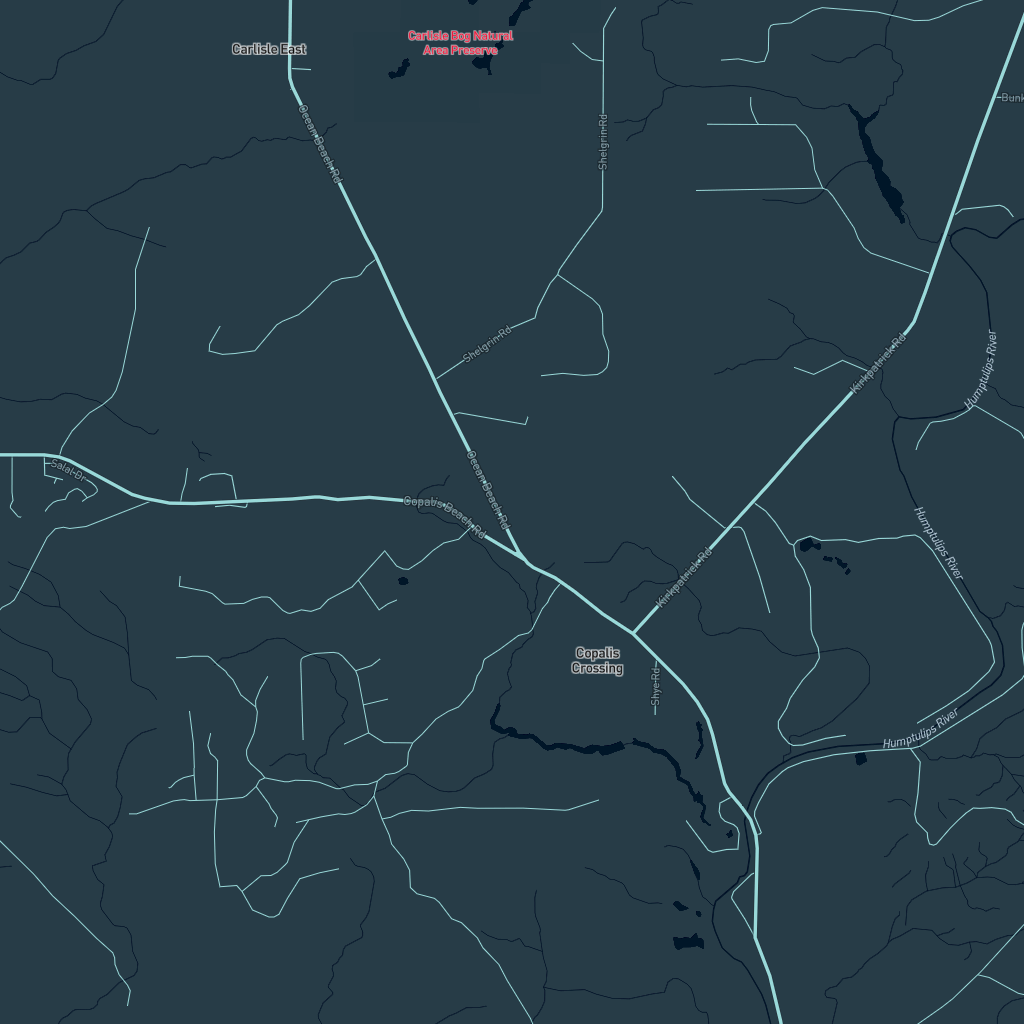 Carlisle Bog Natural
Area Preserve
Carlisle East
Bunk
Ocean Beach Rd
Shelgrin Rd
Shelgrin Rd
Kirkpatrick Rd
Humptulips River
Salal Dr
Ocean Beach Rd
Copalis Beach Rd
Humptulips River
Kirkpatrick Rd
Copalis
Crossing
Shye Rd
Humptulips River